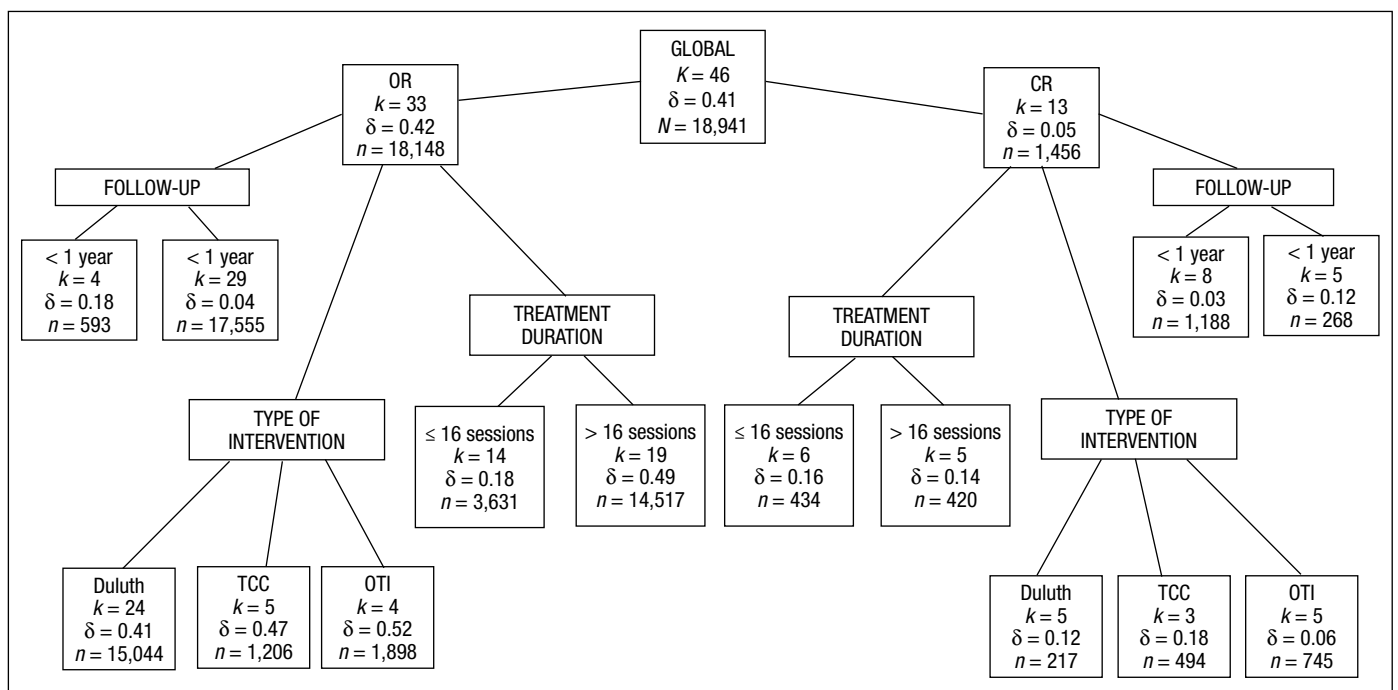 GLOBAL
K = 46
δ = 0.41
N = 18,941
OR
k = 33
δ = 0.42
n = 18,148
CR
k = 13
δ = 0.05
n = 1,456
FOLLOW-UP
< 1 year
k = 4
δ = 0.18
n = 593
< 1 year
k = 29
δ = 0.04
n = 17,555
TREATMENT
DURATION
≤ 16 sessions
k = 14
δ = 0.18
n = 3,631
> 16 sessions
k = 19
δ = 0.49
n = 14,517
TYPE OF
INTERVENTION
Duluth
k = 24
δ = 0.41
n = 15,044
TCC
k = 5
δ = 0.47
n = 1,206
OTI
k = 4
δ = 0.52
n = 1,898
TREATMENT
DURATION
≤ 16 sessions
k = 6
δ = 0.16
n = 434
> 16 sessions
k = 5
δ = 0.14
n = 420
FOLLOW-UP
< 1 year
k = 8
δ = 0.03
n = 1,188
< 1 year
k = 5
δ = 0.12
n = 268
TYPE OF
INTERVENTION
Duluth
k = 5
δ = 0.12
n = 217
TCC
k = 3
δ = 0.18
n = 494
OTI
k = 5
δ = 0.06
n = 745